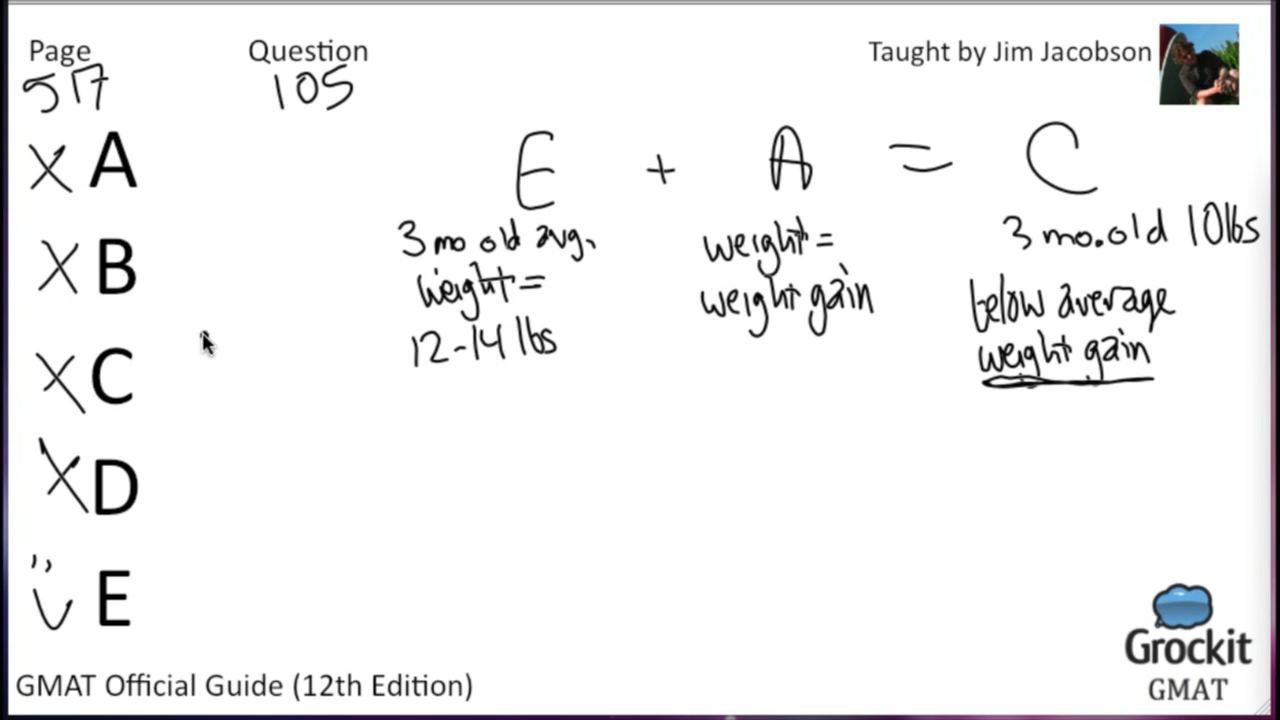 Page Question Taught by Jim Jacobson
517 105
X A
X B
X C
X D
E
E + A = C
3 mo old avg.
weight =
12-14 lbs
weight =
weight gain
3 mo. old 10lbs
below average
weight gain
GMAT Official Guide (12th Edition)
Grockit
GMAT